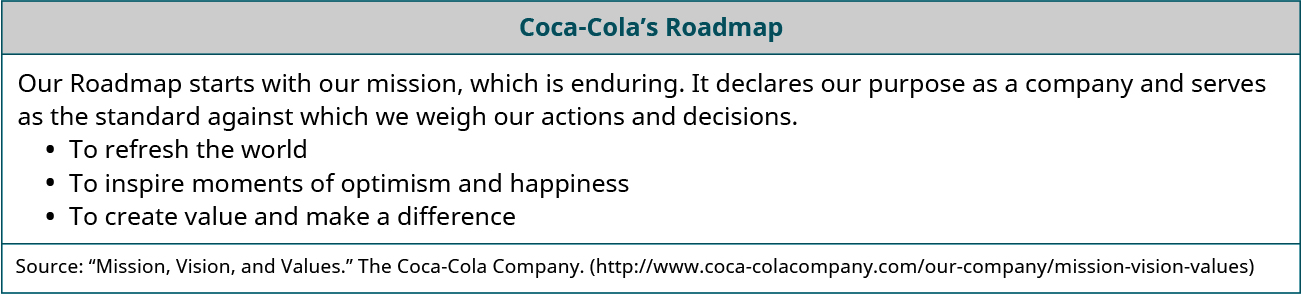 Coca-Cola’s Roadmap
Our Roadmap starts with our mission, which is enduring. It declares our purpose as a company and serves
as the standard against which we weigh our actions and decisions.
• To refresh the world
• To inspire moments of optimism and happiness
• To create value and make a difference
Source: “Mission, Vision, and Values.” The Coca-Cola Company. (http://www.coca-colacompany.com/our-company/mission-vision-values)